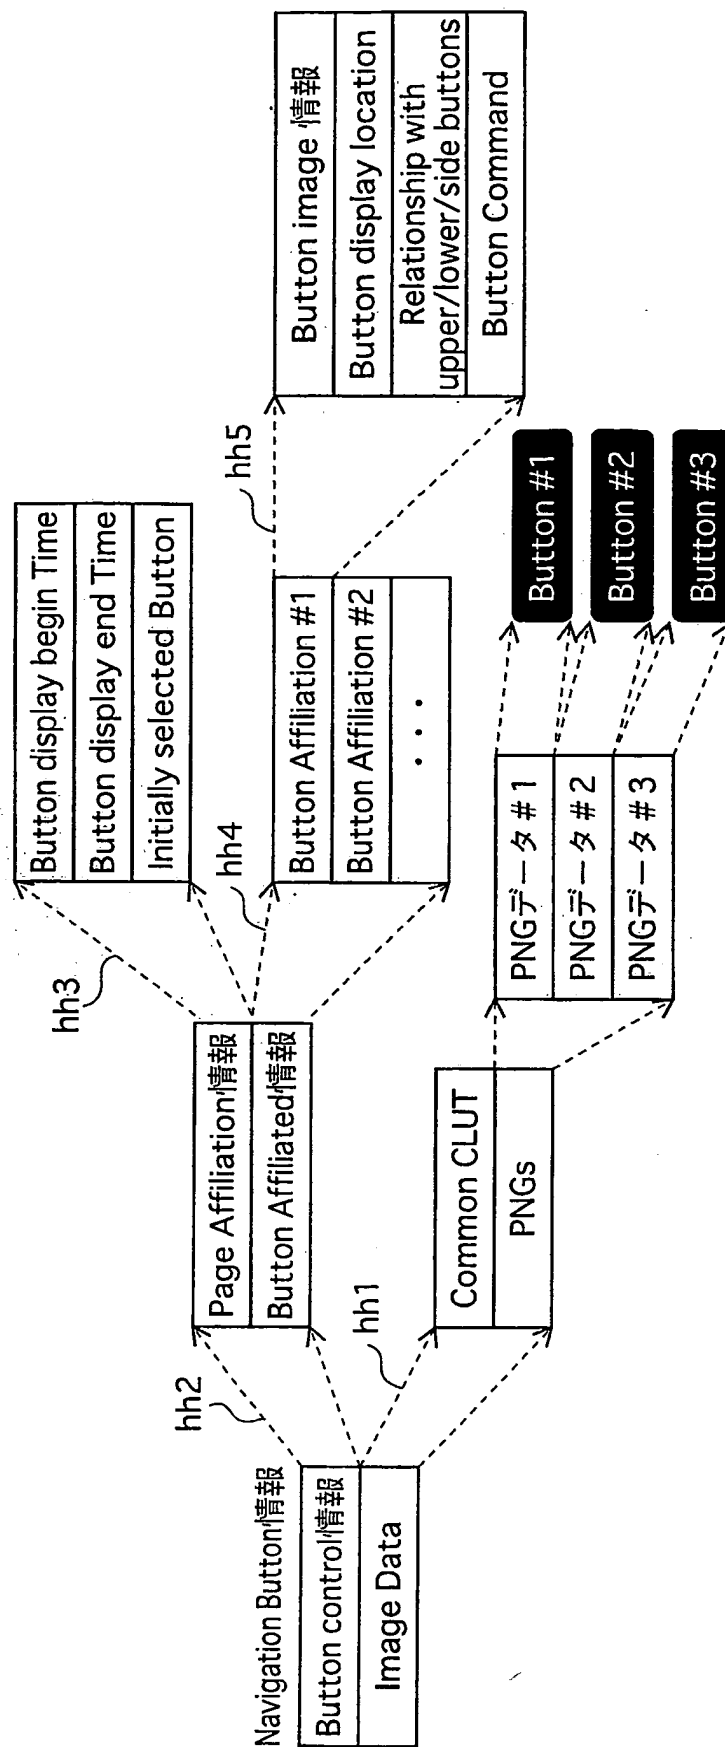 Navigation Button情報
Button control情報
Image Data
hh2
hh1
Page Affiliation情報
Button Affiliated情報
Common CLUT
PNGs
hh3
hh4
Button display begin Time
Button display end Time
Initially selected Button
Button Affiliation #1
Button Affiliation #2
・・・
PNGデータ#1
PNGデータ#2
PNGデータ#3
hh5
Button image 情報
Button display location
Relationship with
upper/lower/side buttons
Button Command
Button #1
Button #2
Button #3